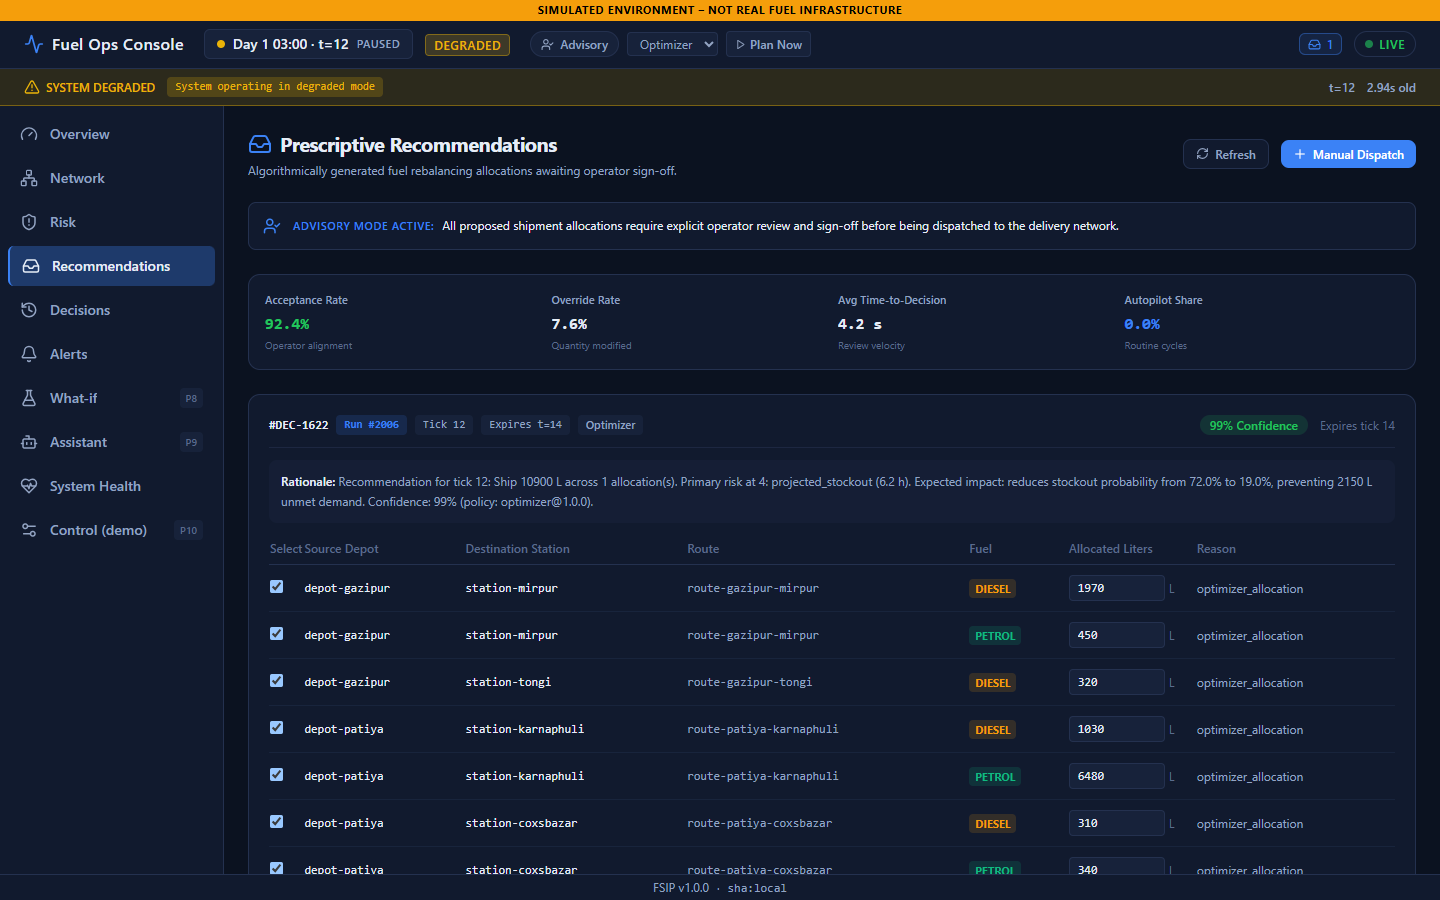 SIMULATED ENVIRONMENT – NOT REAL FUEL INFRASTRUCTURE
Fuel Ops Console
Day 1 03:00 · t=12 PAUSED
DEGRADED
Advisory
Optimizer
Plan Now
1
LIVE
SYSTEM DEGRADED
System operating in degraded mode
t=12 2.94s old
Overview
Network
Risk
Recommendations
Decisions
Alerts
What-if P8
Assistant P9
System Health
Control (demo) P10
Prescriptive Recommendations
Algorithmically generated fuel rebalancing allocations awaiting operator sign-off.
Refresh
Manual Dispatch
ADVISORY MODE ACTIVE: All proposed shipment allocations require explicit operator review and sign-off before being dispatched to the delivery network.
Acceptance Rate
92.4%
Operator alignment
Override Rate
7.6%
Quantity modified
Avg Time-to-Decision
4.2 s
Review velocity
Autopilot Share
0.0%
Routine cycles
#DEC-1622 Run #2006 Tick 12 Expires t=14 Optimizer 99% Confidence Expires tick 14
Rationale: Recommendation for tick 12: Ship 10900 L across 1 allocation(s). Primary risk at 4: projected_stockout (6.2 h). Expected impact: reduces stockout probability from 72.0% to 19.0%, preventing 2150 L
unmet demand. Confidence: 99% (policy: optimizer@1.0.0).
Select Source Depot Destination Station Route Fuel Allocated Liters Reason
depot-gazipur station-mirpur route-gazipur-mirpur DIESEL 1970 L optimizer_allocation
depot-gazipur station-mirpur route-gazipur-mirpur PETROL 450 L optimizer_allocation
depot-gazipur station-tongi route-gazipur-tongi DIESEL 320 L optimizer_allocation
depot-patiya station-karnaphuli route-patiya-karnaphuli DIESEL 1030 L optimizer_allocation
depot-patiya station-karnaphuli route-patiya-karnaphuli PETROL 6480 L optimizer_allocation
depot-patiya station-coxsbazar route-patiya-coxsbazar DIESEL 310 L optimizer_allocation
depot-patiya station-coxsbazar route-patiya-coxsbazar PETROL 340 L optimizer_allocation
FSIP v1.0.0 · sha:local